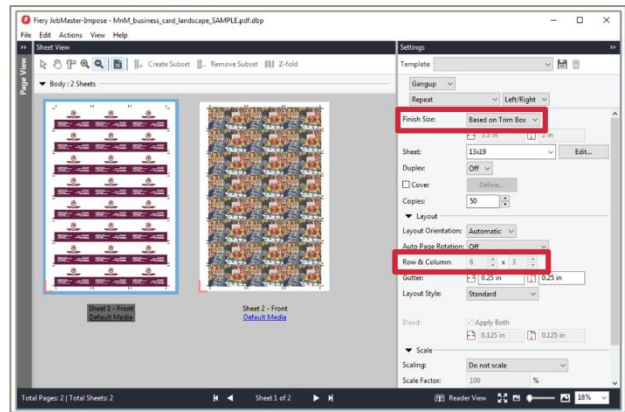 Fiery JobMaster-Impose - MnM_business_card_landscape_SAMPLE.pdf.dbp
File Edit Actions View Help
Sheet View
Settings
Page View
Create Subset Remove Subset Z-fold
Template:
Body : 2 Sheets
Gangup
Repeat Left/Right
Finish Size: Based on Trim Box
3.5 in 2 in
Sheet: 13x19 Edit...
Duplex: Off
Cover Define...
Copies: 50
Layout
Layout Orientation: Automatic
Auto Page Rotation: Off
Row & Column: 8 x 3
Gutter: 0.25 in 0.25 in
Layout Style: Standard
Sheet 1 - Front
Default Media
Sheet 2 - Front
Default Media
Bleed: Apply Both
0.125 in 0.125 in
Scale
Scaling: Do not scale
Scale Factor: 100 %
Total Pages: 2 | Total Sheets: 2 Sheet 1 of 2 Reader View 18%